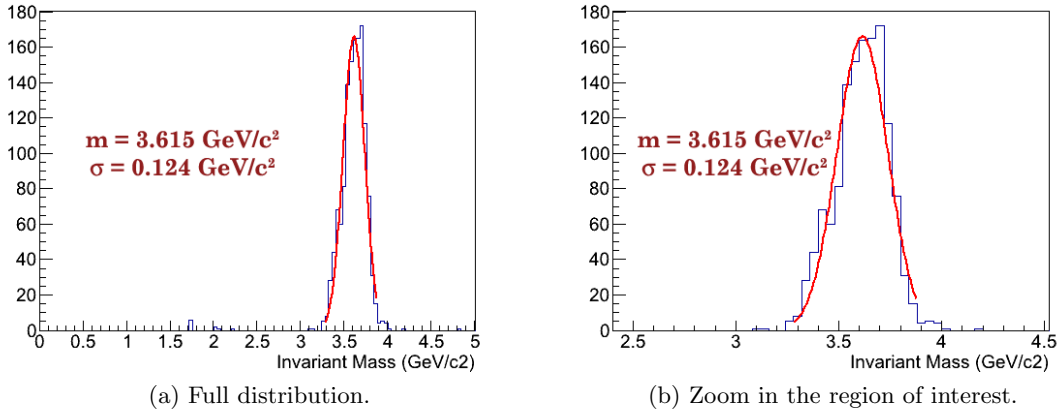 180
160
140
120
100
80
60
40
20
0
m = 3.615 GeV/c²
σ = 0.124 GeV/c²
0 0.5 1 1.5 2 2.5 3 3.5 4 4.5 5
Invariant Mass (GeV/c2)
(a) Full distribution.
180
160
140
120
100
80
60
40
20
0
m = 3.615 GeV/c²
σ = 0.124 GeV/c²
2.5 3 3.5 4 4.5
Invariant Mass (GeV/c2)
(b) Zoom in the region of interest.